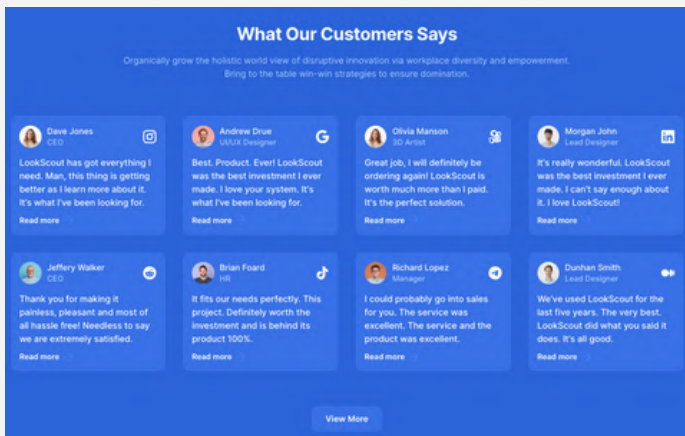 What Our Customers Says
Organically grow the holistic world view of disruptive innovation via workplace diversity and empowerment.
Bring to the table win-win strategies to ensure domination.
Dave Jones
CEO
LookScout has got everything I
need. Man, this thing is getting
better as I learn more about it.
It's what I've been looking for.
Read more
Andrew Drue
UI/UX Designer
Best. Product. Ever! LookScout
was the best investment I ever
made. I love your system. It's
what I've been looking for.
Read more
Olivia Manson
3D Artist
Great job, I will definitely be
ordering again! LookScout is
worth much more than I paid.
It's the perfect solution.
Read more
Morgan John
Lead Designer
in
It's really wonderful. LookScout
was the best investment I ever
made. I can't say enough about
it. I love LookScout!
Read more
Jeffery Walker
CEO
Thank you for making it
painless, pleasant and most of
all hassle free! Needless to say
we are extremely satisfied.
Read more
Brian Foard
HR
It fits our needs perfectly. This
project. Definitely worth the
investment and is behind its
product 100%.
Read more
Richard Lopez
Manager
I could probably go into sales
for you. The service was
excellent. The service and the
product was excellent.
Read more
Dunhan Smith
Lead Designer
We've used LookScout for the
last five years. The very best.
LookScout did what you said it
does. It's all good.
Read more
View More